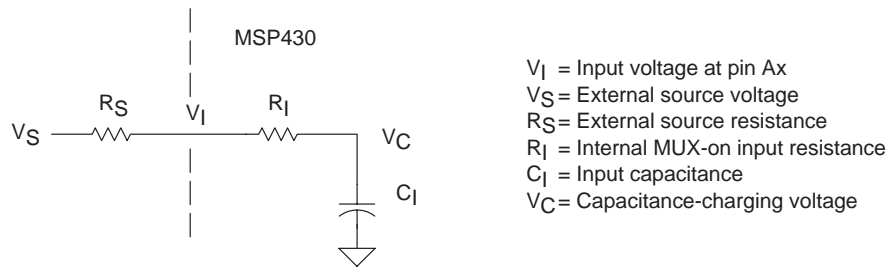 MSP430
RS
VI
RI
VS
VC
CI
VI = Input voltage at pin Ax
VS = External source voltage
RS = External source resistance
RI = Internal MUX-on input resistance
CI = Input capacitance
VC = Capacitance-charging voltage